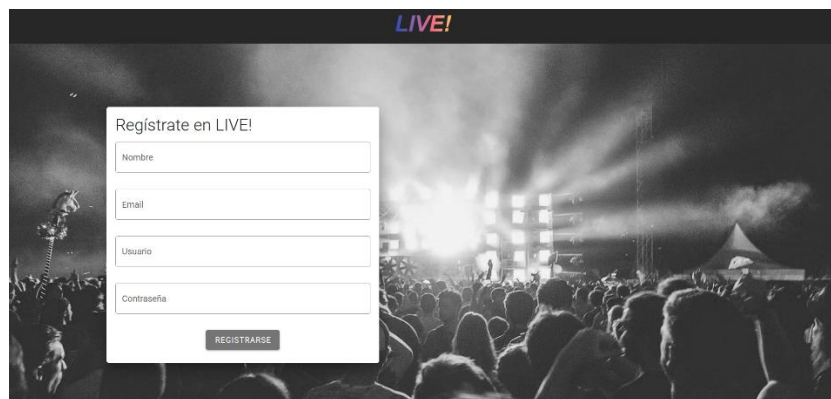 LIVE!
Regístrate en LIVE!
Nombre
Email
Usuario
Contraseña
REGISTRARSE